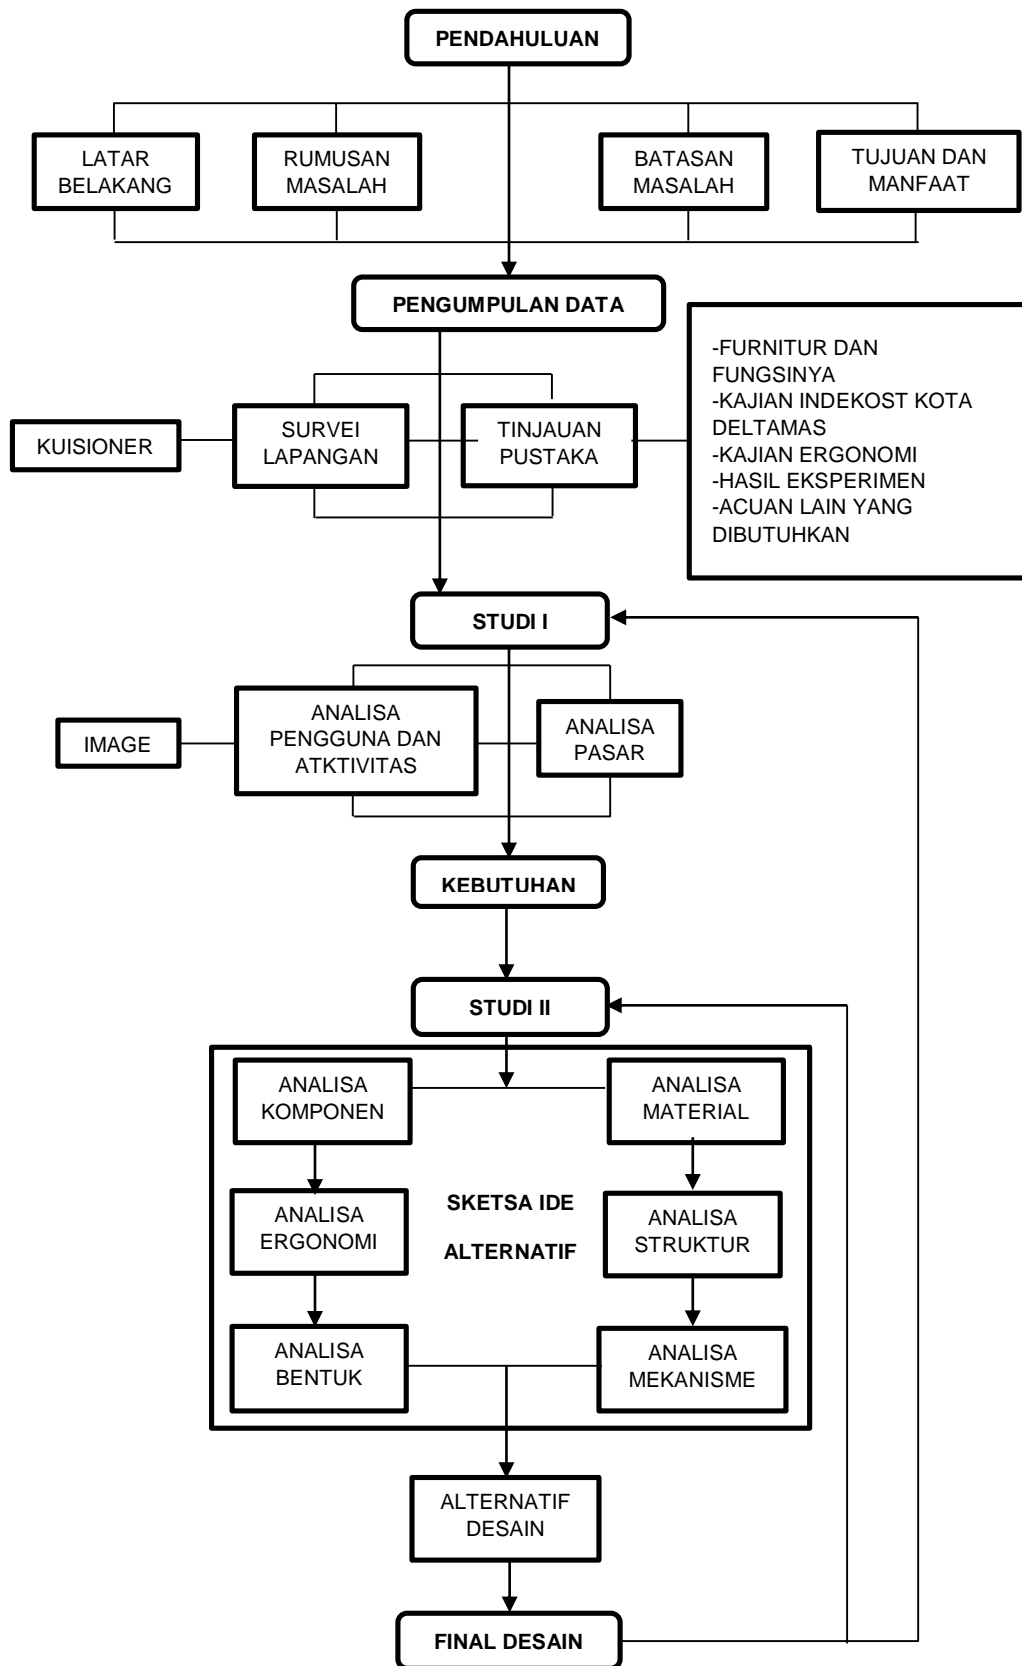 PENDAHULUAN
LATAR
BELAKANG
RUMUSAN
MASALAH
BATASAN
MASALAH
TUJUAN DAN
MANFAAT
PENGUMPULAN DATA
KUISIONER
SURVEI
LAPANGAN
TINJAUAN
PUSTAKA
-FURNITUR DAN
FUNGSINYA
-KAJIAN INDEKOST KOTA
DELTAMAS
-KAJIAN ERGONOMI
-HASIL EKSPERIMEN
-ACUAN LAIN YANG
DIBUTUHKAN
STUDI I
IMAGE
ANALISA
PENGGUNA DAN
ATKTIVITAS
ANALISA
PASAR
KEBUTUHAN
STUDI II
ANALISA
KOMPONEN
ANALISA
MATERIAL
ANALISA
ERGONOMI
SKETSA IDE
ALTERNATIF
ANALISA
STRUKTUR
ANALISA
BENTUK
ANALISA
MEKANISME
ALTERNATIF
DESAIN
FINAL DESAIN